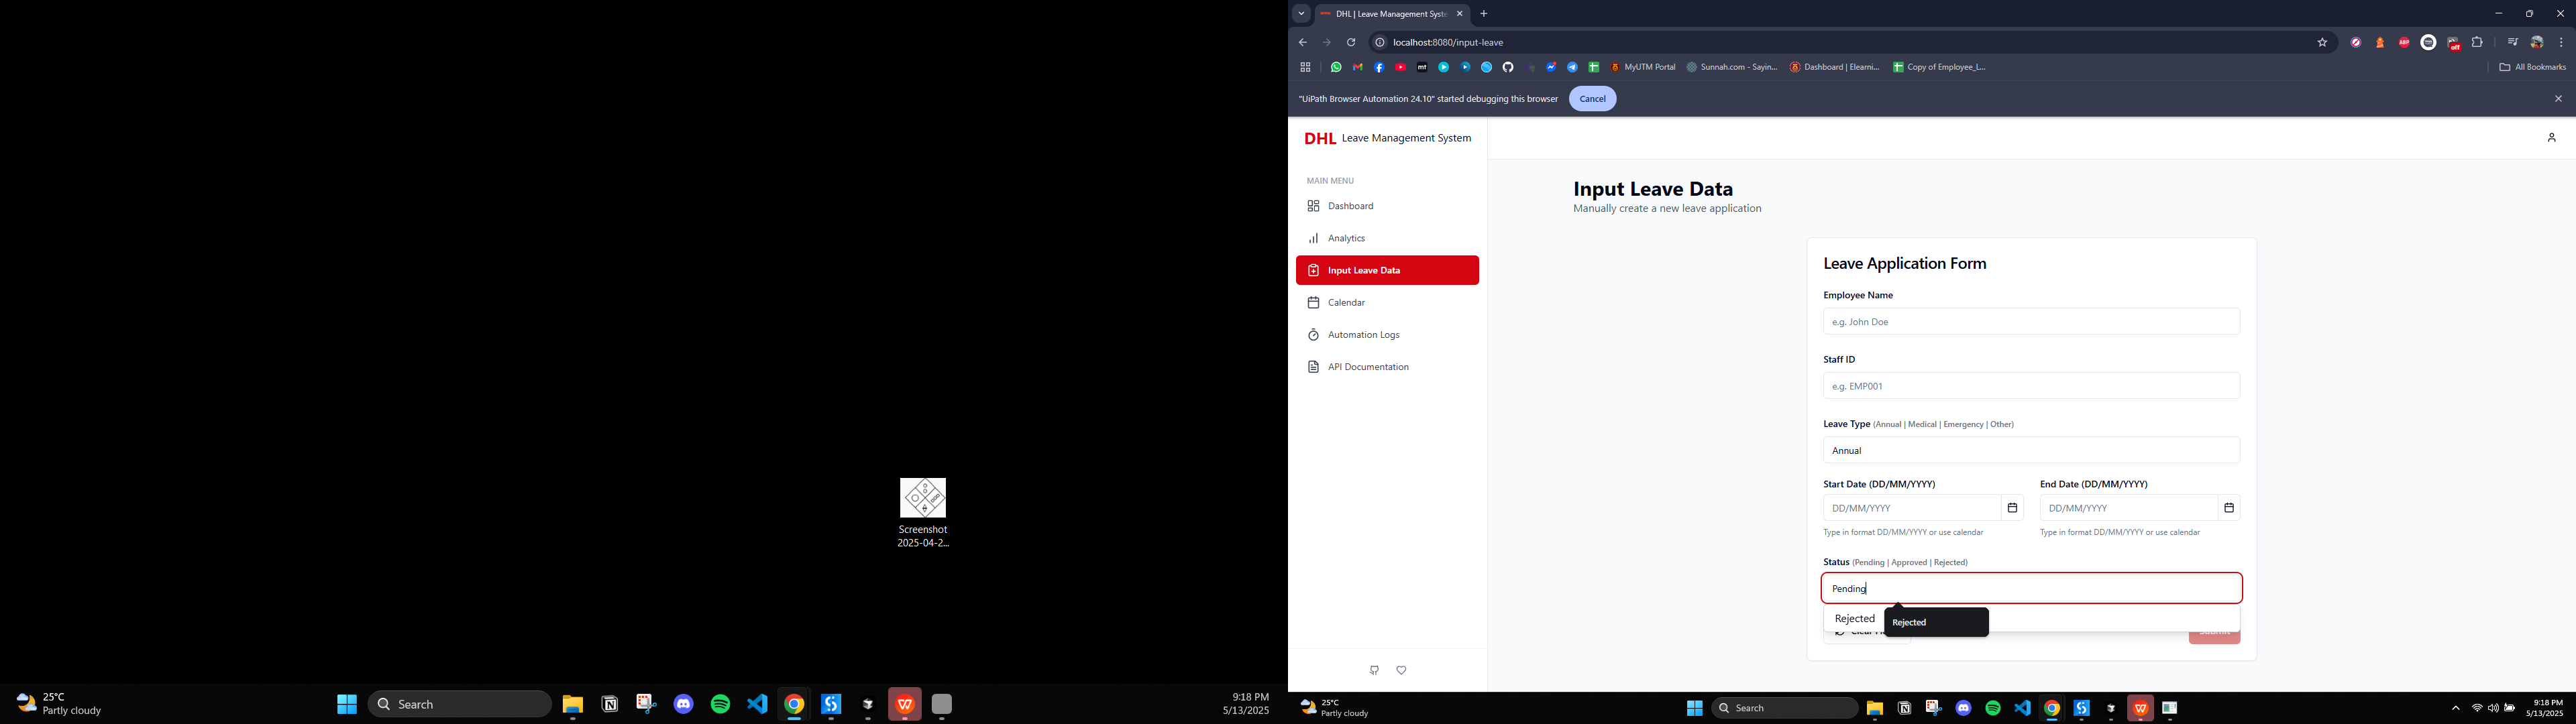 Screenshot
2025-04-2...
25°C
Partly cloudy
Search
9:18 PM
5/13/2025
DHL | Leave Management Syste
localhost:8080/input-leave
MyUTM Portal
Sunnah.com - Sayin...
Dashboard | Elearni...
Copy of Employee_L...
All Bookmarks
"UiPath Browser Automation 24.10" started debugging this browser
Cancel
DHL Leave Management System
MAIN MENU
Dashboard
Analytics
Input Leave Data
Calendar
Automation Logs
API Documentation
Input Leave Data
Manually create a new leave application
Leave Application Form
Employee Name
e.g. John Doe
Staff ID
e.g. EMP001
Leave Type (Annual | Medical | Emergency | Other)
Annual
Start Date (DD/MM/YYYY)
End Date (DD/MM/YYYY)
DD/MM/YYYY
DD/MM/YYYY
Type in format DD/MM/YYYY or use calendar
Type in format DD/MM/YYYY or use calendar
Status (Pending | Approved | Rejected)
Pending
Rejected
Rejected
25°C
Partly cloudy
Search
9:18 PM
5/13/2025